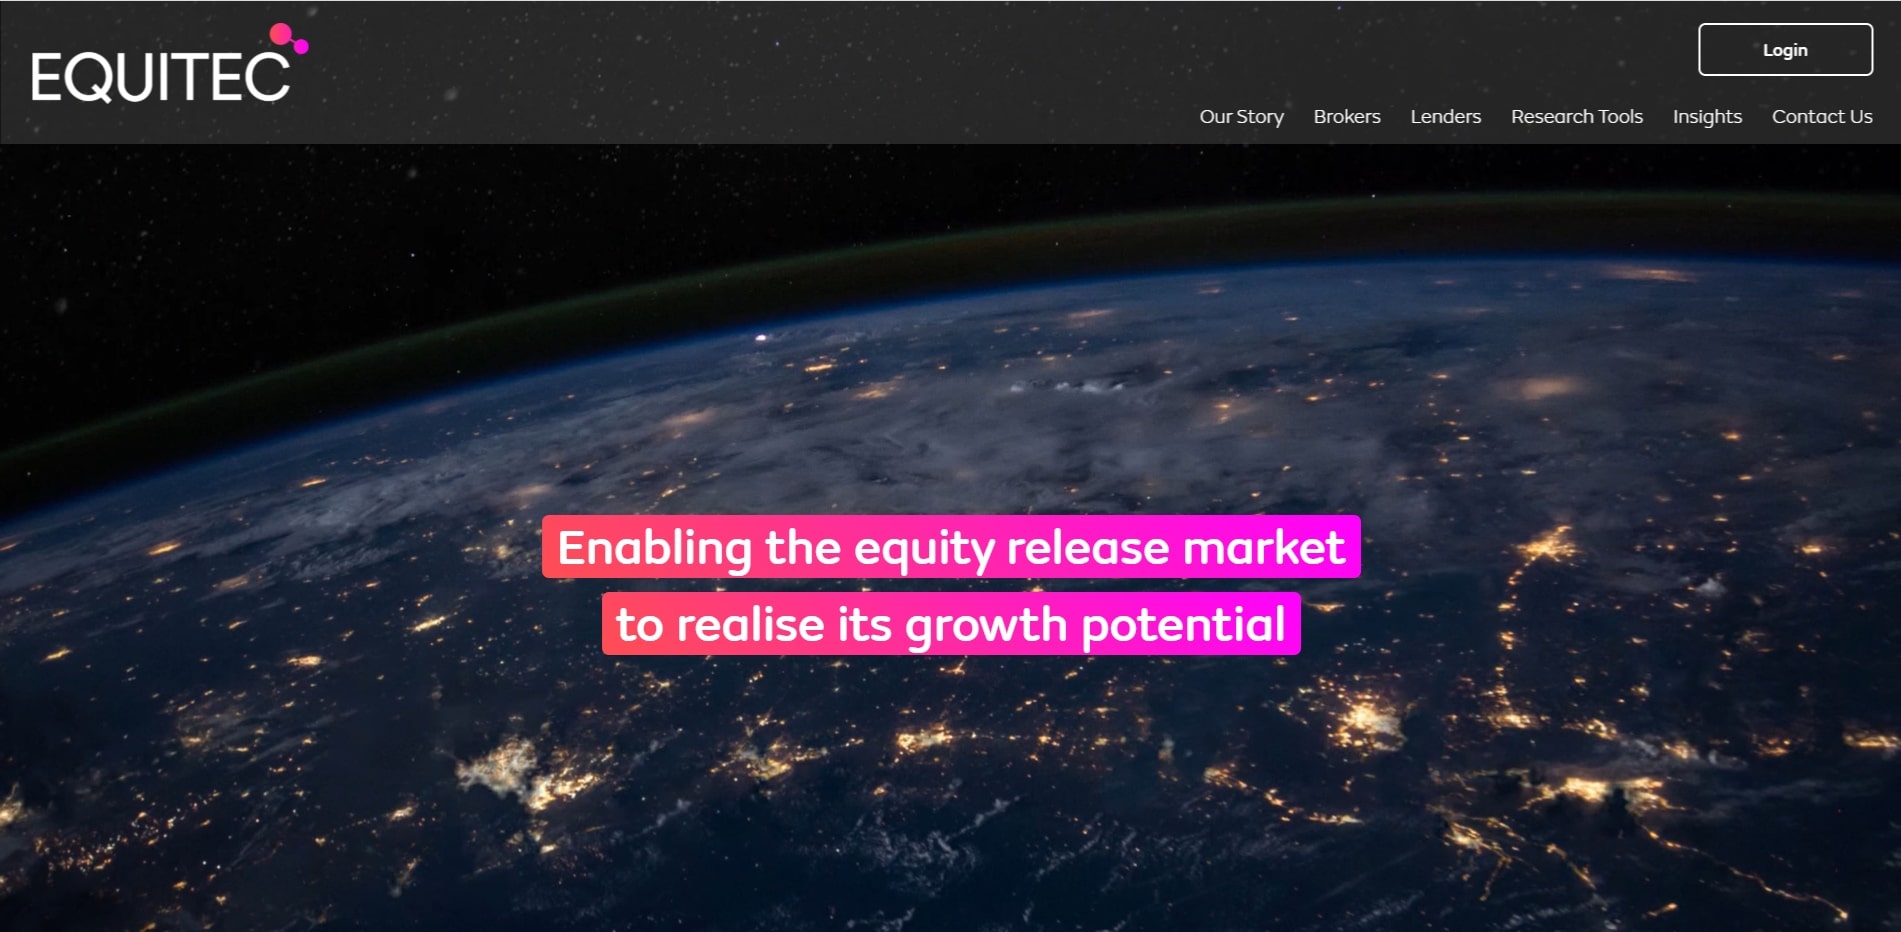 EQUITEC
Login
Our Story Brokers Lenders Research Tools Insights Contact Us
Enabling the equity release market
to realise its growth potential